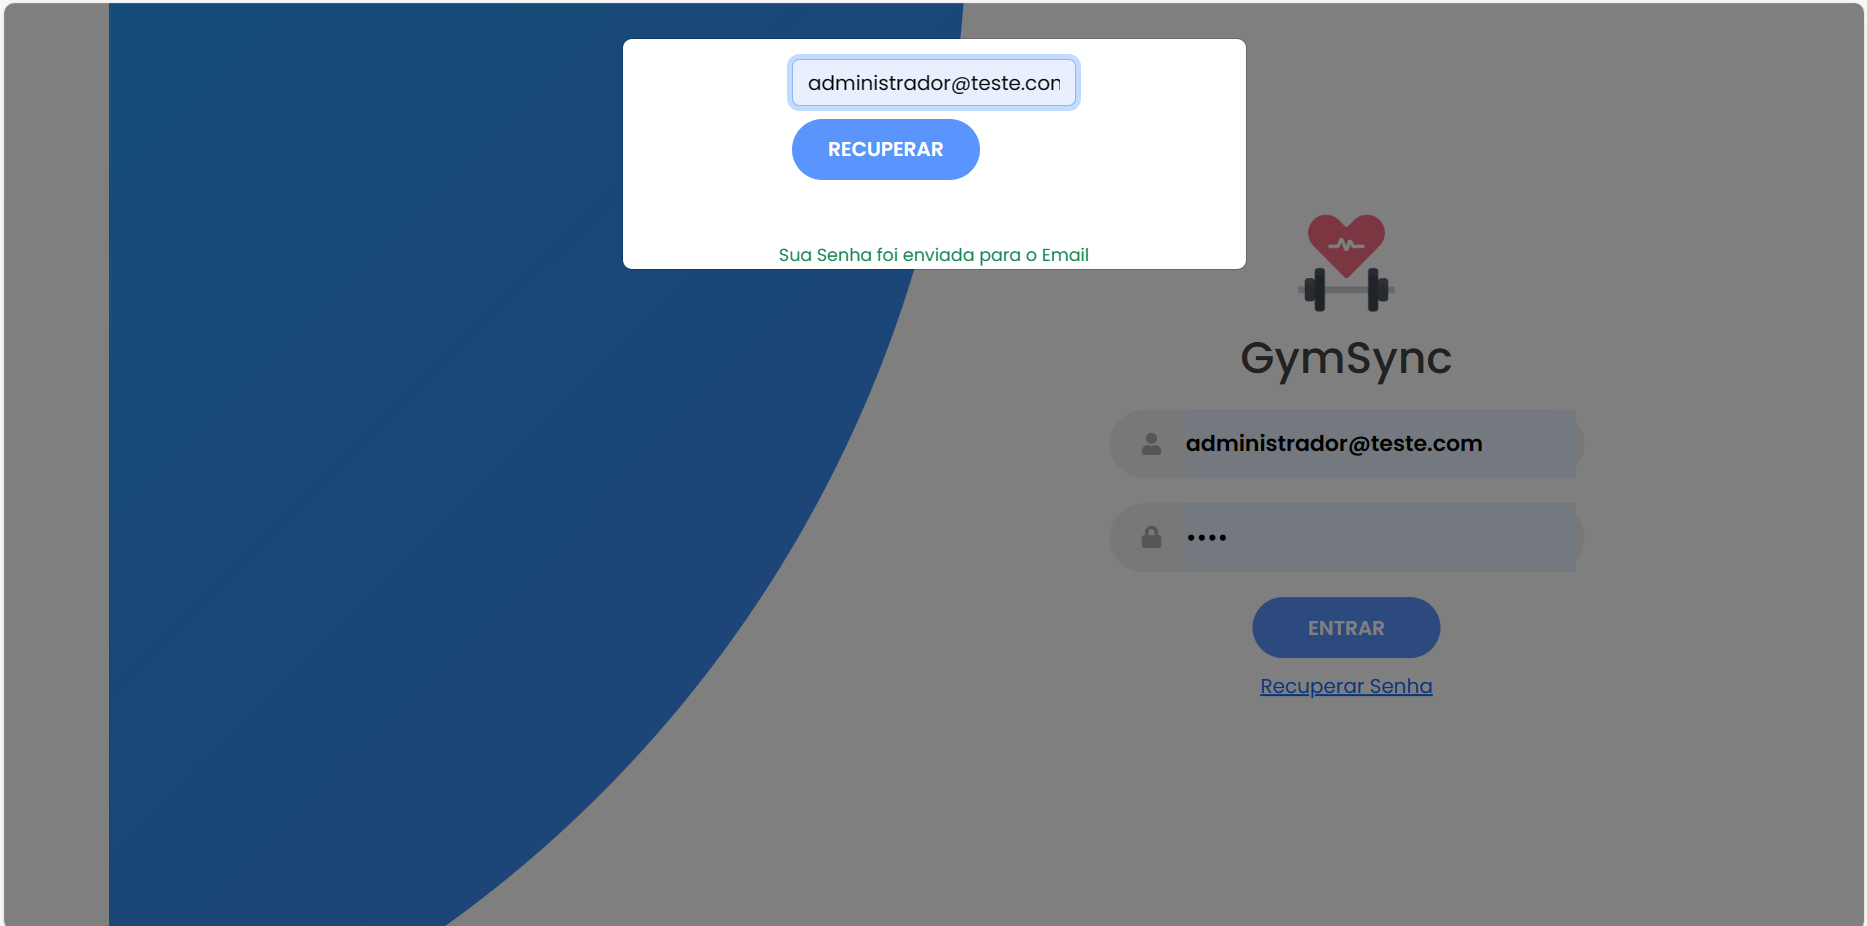 administrador@teste.con
RECUPERAR
Sua Senha foi enviada para o Email
GymSync
administrador@teste.com
••••
ENTRAR
Recuperar Senha